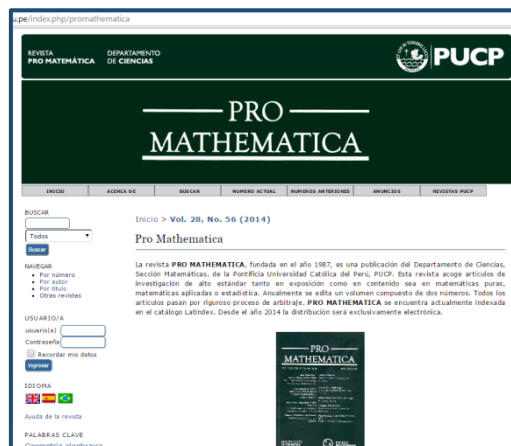 u.pe/index.php/promathematica
REVISTA
PRO MATEMÁTICA
DEPARTAMENTO
DE CIENCIAS
PUCP
PRO
MATHEMATICA
INICIO ACERCA DE BUSCAR NUMERO ACTUAL NUMEROS ANTERIORES ANUNCIOS REVISTAS PUCP
BUSCAR
Todos
Buscar
NAVEGAR
Por número
Por autor
Por título
Otras revistas
USUARIO/A
usuario(a)
Contraseña
Recordar mis datos
Ingresar
IDIOMA
Ayuda de la revista
PALABRAS CLAVE
Geometría algebraica
Inicio > Vol. 28, No. 56 (2014)
Pro Mathematica
La revista PRO MATHEMATICA, fundada en el año 1987, es una publicación del Departamento de Ciencias,
Sección Matemáticas, de la Pontificia Universidad Católica del Perú, PUCP. Esta revista acoge artículos de
investigación de alto estándar tanto en exposición como en contenido sea en matemáticas puras,
matemáticas aplicadas o estadística. Anualmente se edita un volumen compuesto de dos números. Todos los
artículos pasan por riguroso proceso de arbitraje. PRO MATHEMATICA se encuentra actualmente indexada
en el catálogo Latindex. Desde el año 2014 la distribución será exclusivamente electrónica.
PRO
MATHEMATICA